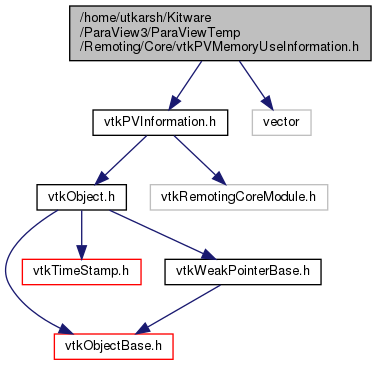 /home/utkarsh/Kitware
/ParaView3/ParaViewTemp
/Remoting/Core/vtkPVMemoryUseInformation.h
vtkPVInformation.h
vector
vtkObject.h
vtkRemotingCoreModule.h
vtkTimeStamp.h
vtkWeakPointerBase.h
vtkObjectBase.h